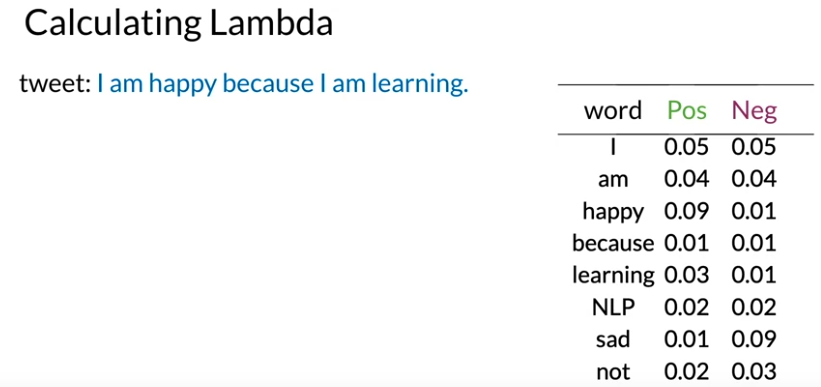 Calculating Lambda
tweet: I am happy because I am learning.
word Pos Neg
I 0.05 0.05
am 0.04 0.04
happy 0.09 0.01
because 0.01 0.01
learning 0.03 0.01
NLP 0.02 0.02
sad 0.01 0.09
not 0.02 0.03